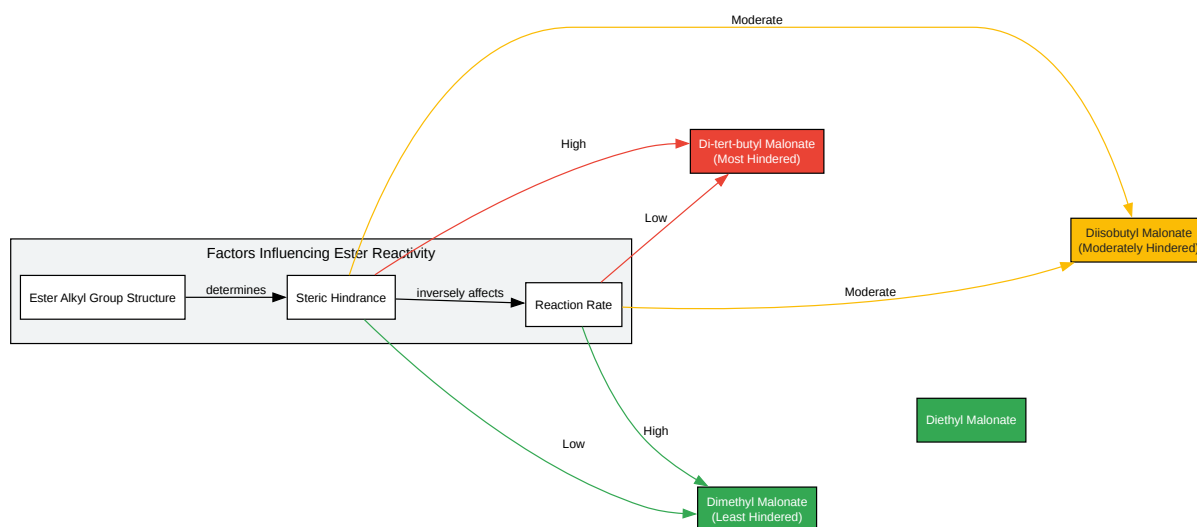 Moderate
High
Di-tert-butyl Malonate
(Most Hindered)
Low
Diisobutyl Malonate
(Moderately Hindered)
Factors Influencing Ester Reactivity
Ester Alkyl Group Structure
determines
Steric Hindrance
inversely affects
Reaction Rate
Moderate
Diethyl Malonate
High
Low
Dimethyl Malonate
(Least Hindered)